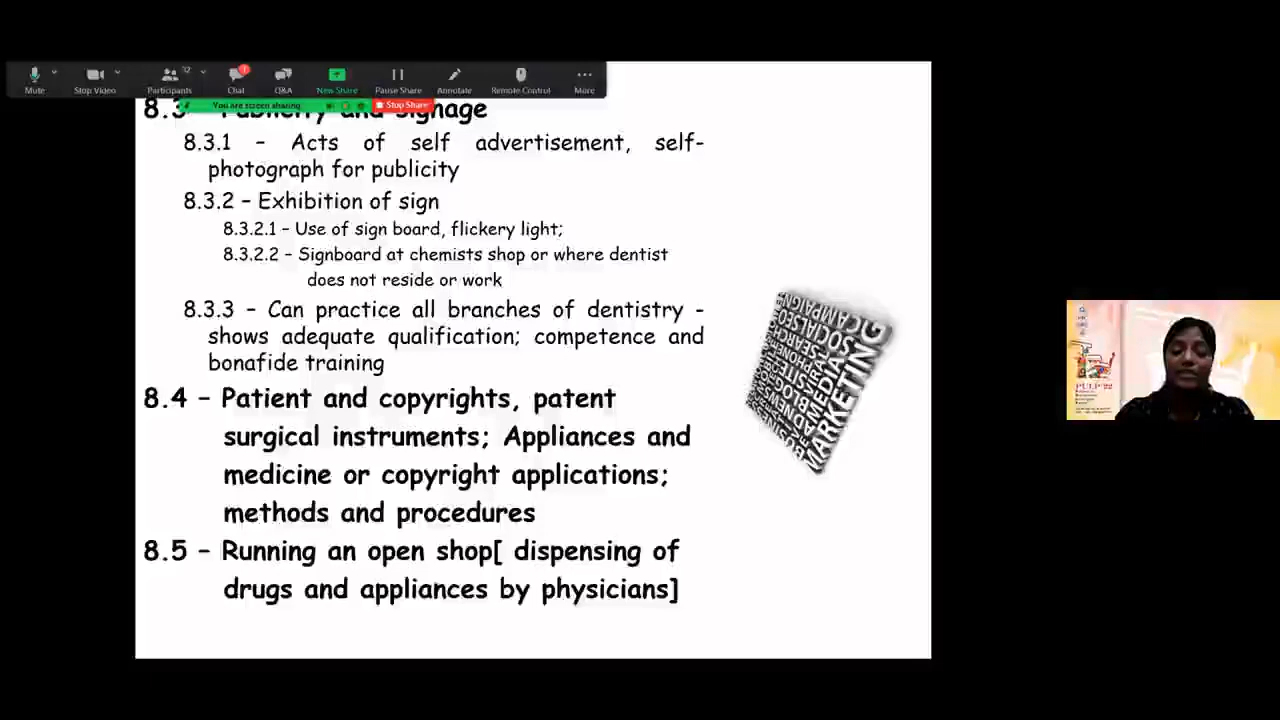 Mute
Stop Video
Participants
Chat
Q&A
New Share
Pause Share
Annotate
Remote Control
More
You are screen sharing
Stop Share
8.3
Publicity and signage
8.3.1 – Acts of self advertisement, self-
photograph for publicity
8.3.2 – Exhibition of sign
8.3.2.1 – Use of sign board, flickery light;
8.3.2.2 – Signboard at chemists shop or where dentist
does not reside or work
8.3.3 – Can practice all branches of dentistry -
shows adequate qualification; competence and
bonafide training
8.4 – Patient and copyrights, patent
surgical instruments; Appliances and
medicine or copyright applications;
methods and procedures
8.5 – Running an open shop[ dispensing of
drugs and appliances by physicians]
CAMPAIGN
SOCIAL SEO
SEARCH
MEDIA
MARKETING
PULP